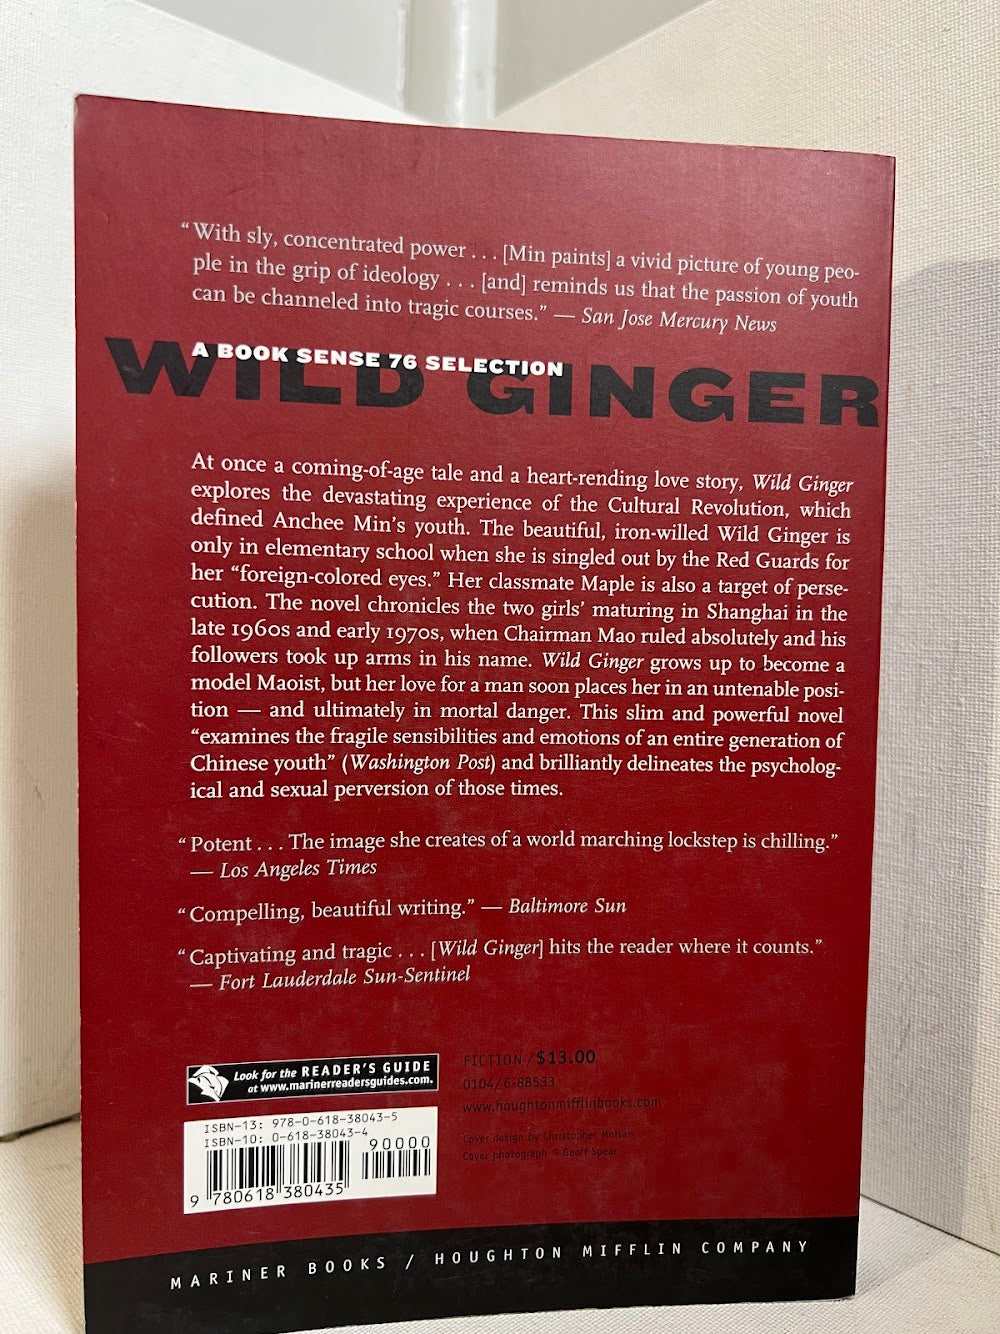 “With sly, concentrated power . . . [Min paints] a vivid picture of young peo-
ple in the grip of ideology . . . [and] reminds us that the passion of youth
can be channeled into tragic courses.” — San Jose Mercury News
A BOOK SENSE 76 SELECTION
WILD GINGER
At once a coming-of-age tale and a heart-rending love story, Wild Ginger
explores the devastating experience of the Cultural Revolution, which
defined Anchee Min’s youth. The beautiful, iron-willed Wild Ginger is
only in elementary school when she is singled out by the Red Guards for
her “foreign-colored eyes.” Her classmate Maple is also a target of perse-
cution. The novel chronicles the two girls’ maturing in Shanghai in the
late 1960s and early 1970s, when Chairman Mao ruled absolutely and his
followers took up arms in his name. Wild Ginger grows up to become a
model Maoist, but her love for a man soon places her in an untenable posi-
tion — and ultimately in mortal danger. This slim and powerful novel
“examines the fragile sensibilities and emotions of an entire generation of
Chinese youth” (Washington Post) and brilliantly delineates the psycholog-
ical and sexual perversion of those times.
“Potent . . . The image she creates of a world marching lockstep is chilling.”
— Los Angeles Times
“Compelling, beautiful writing.” — Baltimore Sun
“Captivating and tragic . . . [Wild Ginger] hits the reader where it counts.”
— Fort Lauderdale Sun-Sentinel
Look for the READER’S GUIDE
at www.marinerreadersguides.com.
ISBN-13: 978-0-618-38043-5
ISBN-10: 0-618-38043-4
90000
9 780618 380435
FICTION / $13.00
0104/6-88533
www.houghtonmifflinbooks.com
Cover design by Christopher Moisan
Cover photograph © Geoff Spear
MARINER BOOKS / HOUGHTON MIFFLIN COMPANY